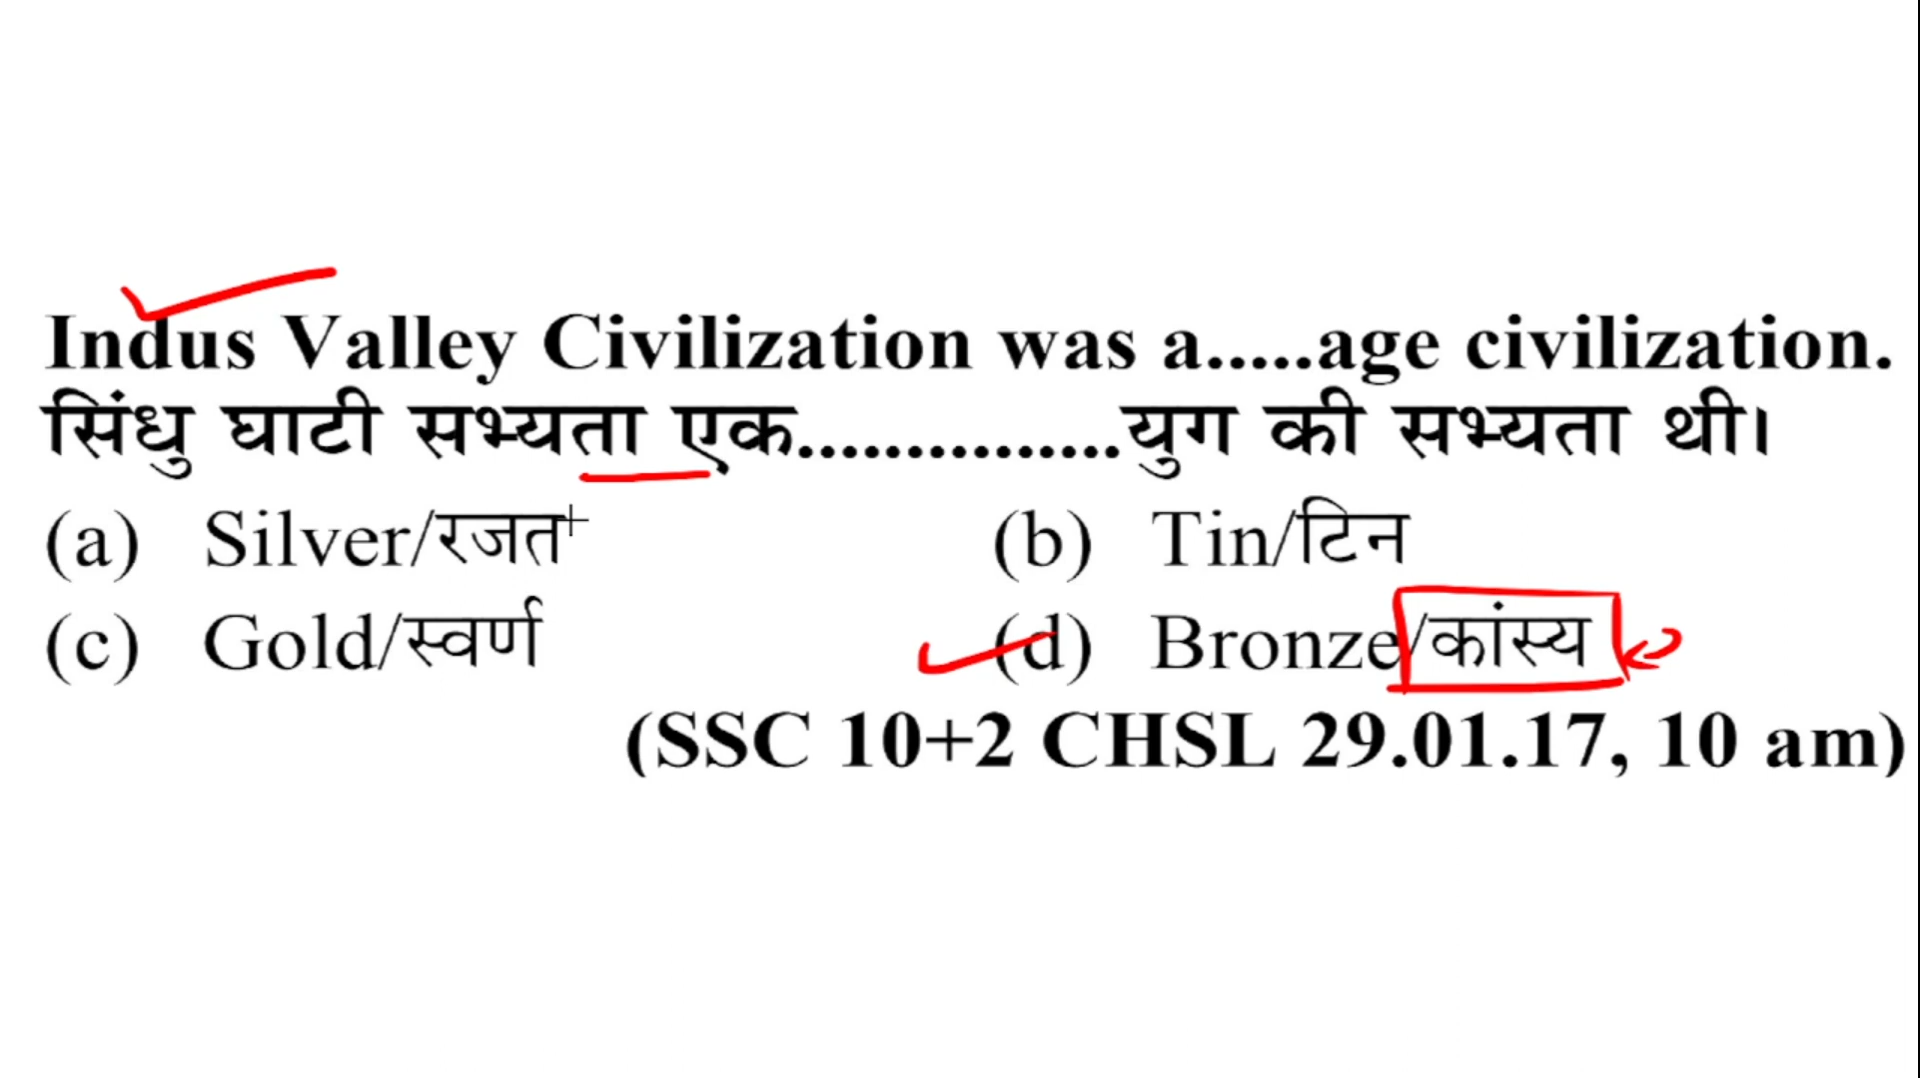 Indus Valley Civilization was a.....age civilization.
सिंधु घाटी सभ्यता एक...............युग की सभ्यता थी।
(a) Silver/रजत (b) Tin/टिन
(c) Gold/स्वर्ण (d) Bronze/कांस्य
(SSC 10+2 CHSL 29.01.17, 10 am)